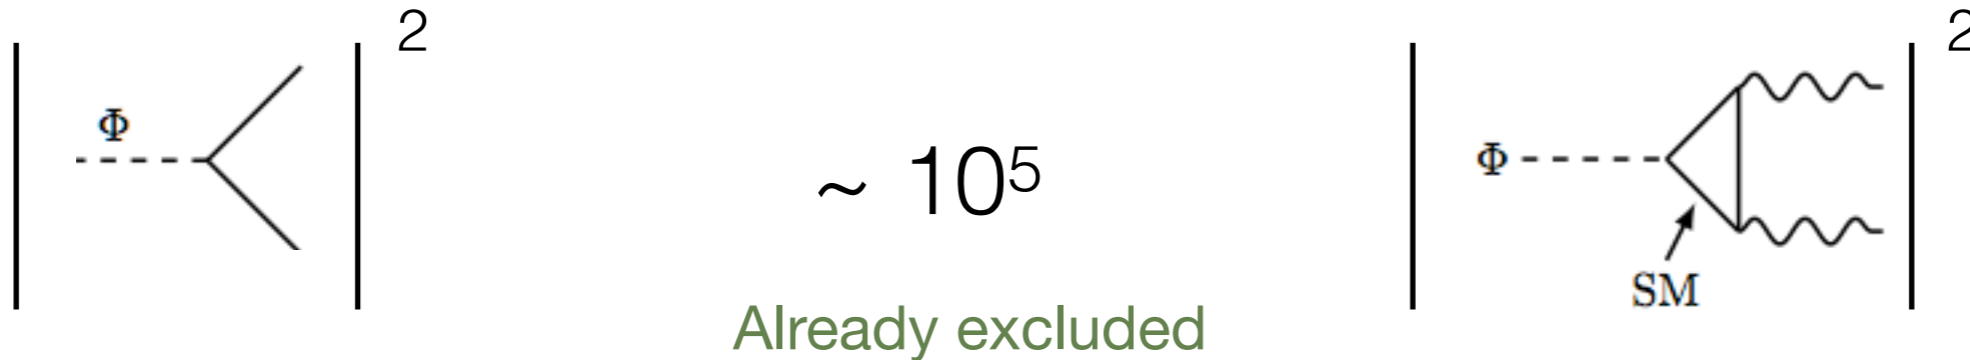 2
2
Φ
~ 10⁵
Φ
SM
Already excluded